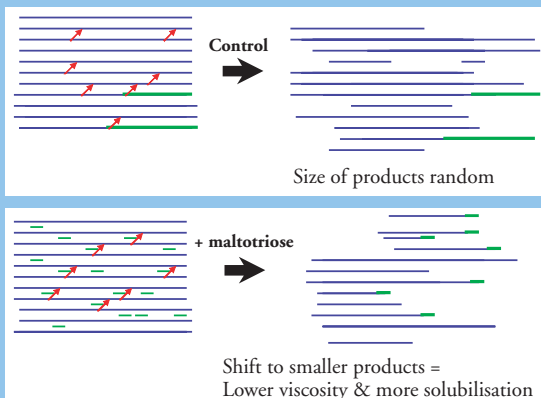 Control
Size of products random
+ maltotriose
Shift to smaller products =
Lower viscosity & more solubilisation